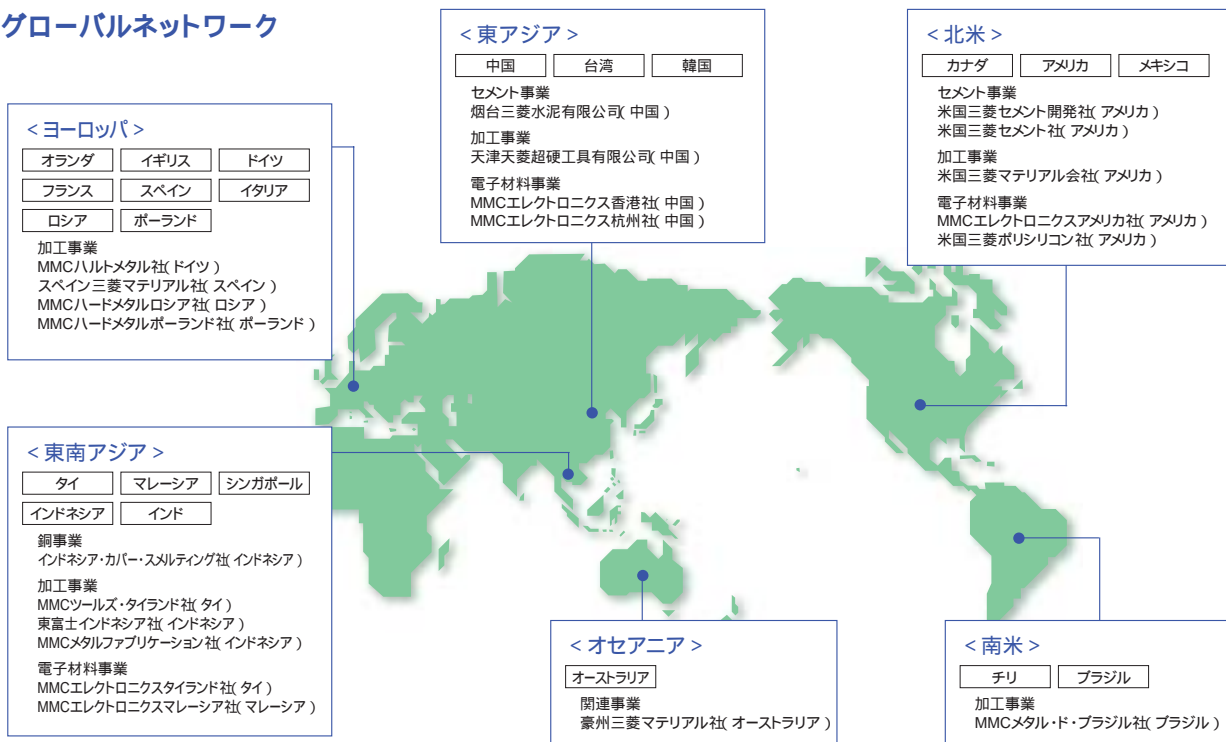 グローバルネットワーク
<ヨーロッパ>
オランダ イギリス ドイツ
フランス スペイン イタリア
ロシア ポーランド
加工事業
MMCハルトメタル社(ドイツ)
スペイン三菱マテリアル社(スペイン)
MMCハードメタルロシア社(ロシア)
MMCハードメタルポーランド社(ポーランド)
<東アジア>
中国 台湾 韓国
セメント事業
烟台三菱水泥有限公司(中国)
加工事業
天津天菱超硬工具有限公司(中国)
電子材料事業
MMCエレクトロニクス香港社(中国)
MMCエレクトロニクス杭州社(中国)
<北米>
カナダ アメリカ メキシコ
セメント事業
米国三菱セメント開発社(アメリカ)
米国三菱セメント社(アメリカ)
加工事業
米国三菱マテリアル会社(アメリカ)
電子材料事業
MMCエレクトロニクスアメリカ社(アメリカ)
米国三菱ポリシリコン社(アメリカ)
<東南アジア>
タイ マレーシア シンガポール
インドネシア インド
銅事業
インドネシア・カパー・スメルティング社(インドネシア)
加工事業
MMCツールズ・タイランド社(タイ)
東富士インドネシア社(インドネシア)
MMCメタルファブリケーション社(インドネシア)
電子材料事業
MMCエレクトロニクスタイランド社(タイ)
MMCエレクトロニクスマレーシア社(マレーシア)
<オセアニア>
オーストラリア
関連事業
豪州三菱マテリアル社(オーストラリア)
<南米>
チリ ブラジル
加工事業
MMCメタル・ド・ブラジル社(ブラジル)